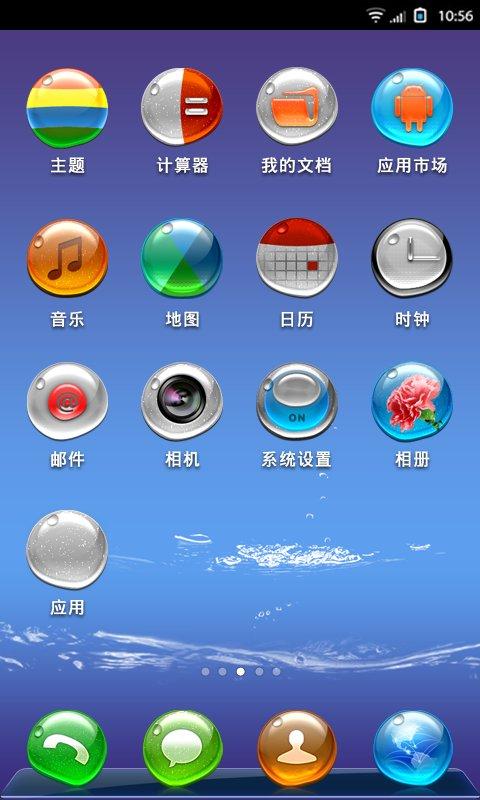 10:56
主题 计算器 我的文档 应用市场
音乐 地图 日历 时钟
@
ON
邮件 相机 系统设置 相册
应用